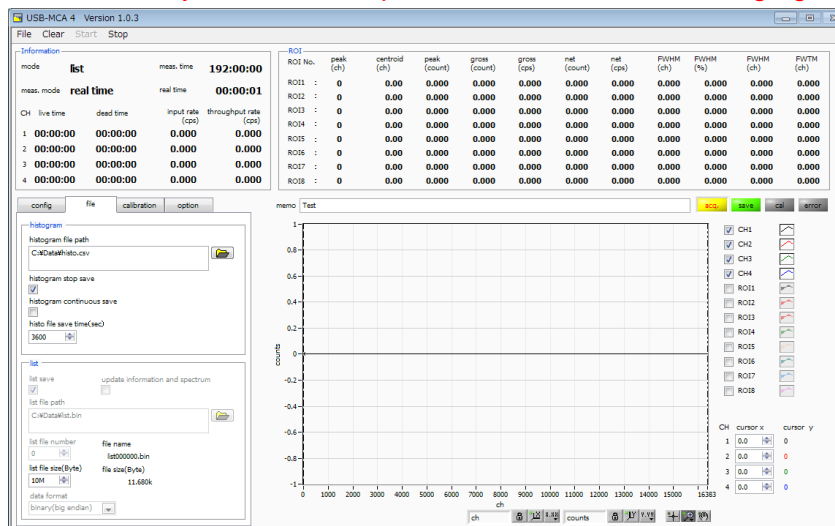 USB-MCA 4 Version 1.0.3
File Clear Start Stop
Information
mode list meas. time 192:00:00
meas. mode real time real time 00:00:01
CH live time dead time input rate (cps) throughput rate (cps)
1 00:00:00 00:00:00 0.000 0.000
2 00:00:00 00:00:00 0.000 0.000
3 00:00:00 00:00:00 0.000 0.000
4 00:00:00 00:00:00 0.000 0.000
ROI
ROI No. peak (ch) centroid (ch) peak (count) gross (count) gross (cps) net (count) net (cps) FWHM (ch) FWHM (%) FWHM (ch) FWTM (ch)
ROI1 : 0 0.00 0.000 0.000 0.000 0.000 0.000 0.000 0.000 0.000 0.000
ROI2 : 0 0.00 0.000 0.000 0.000 0.000 0.000 0.000 0.000 0.000 0.000
ROI3 : 0 0.00 0.000 0.000 0.000 0.000 0.000 0.000 0.000 0.000 0.000
ROI4 : 0 0.00 0.000 0.000 0.000 0.000 0.000 0.000 0.000 0.000 0.000
ROI5 : 0 0.00 0.000 0.000 0.000 0.000 0.000 0.000 0.000 0.000 0.000
ROI6 : 0 0.00 0.000 0.000 0.000 0.000 0.000 0.000 0.000 0.000 0.000
ROI7 : 0 0.00 0.000 0.000 0.000 0.000 0.000 0.000 0.000 0.000 0.000
ROI8 : 0 0.00 0.000 0.000 0.000 0.000 0.000 0.000 0.000 0.000 0.000
config file calibration option
histogram
histogram file path
C:¥Data¥histo.csv
histogram stop save
histogram continuous save
histo file save time(sec)
3600
list
list save update information and spectrum
list file path
C:¥Data¥list.bin
list file number file name
0 list000000.bin
list file size(Byte) file size(Byte)
10M 11.680k
data format
binary(big endian)
memo Test acq. save cal error
counts
1
0.8
0.6
0.4
0.2
0
-0.2
-0.4
-0.6
-0.8
-1
0 1000 2000 3000 4000 5000 6000 7000 8000 9000 10000 11000 12000 13000 14000 15000 16383
ch
ch X.XX counts Y.YY
CH1
CH2
CH3
CH4
ROI1
ROI2
ROI3
ROI4
ROI5
ROI6
ROI7
ROI8
CH cursor x cursor y
1 0.0 0
2 0.0 0
3 0.0 0
4 0.0 0